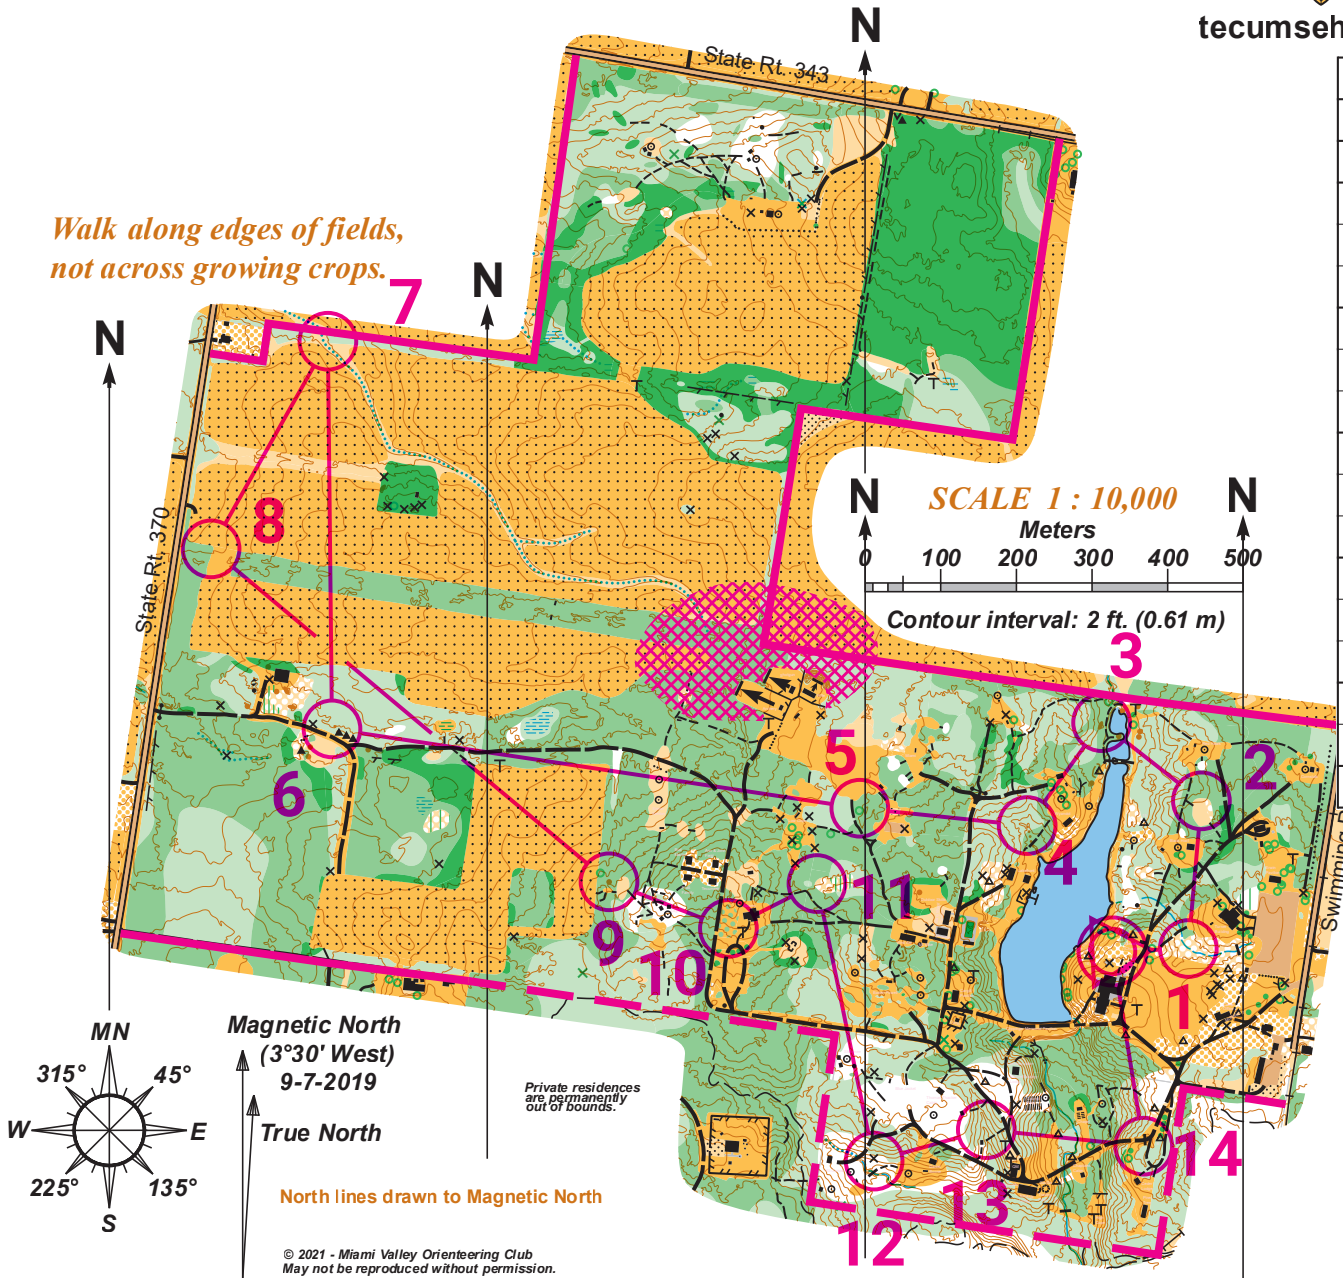 tecumseh
N
State Rt. 343
Walk along edges of fields,
not across growing crops.
7
N
N
8
State Rt. 370
N
SCALE 1 : 10,000
N
Meters
0 100 200 300 400 500
Contour interval: 2 ft. (0.61 m)
3
5
2
6
4
11
9
10
1
14
13
12
MN
315° 45°
W E
225° 135°
S
Magnetic North
(3°30' West)
9-7-2019
True North
North lines drawn to Magnetic North
Private residences
are permanently
out of bounds.
© 2021 - Miami Valley Orienteering Club
May not be reproduced without permission.